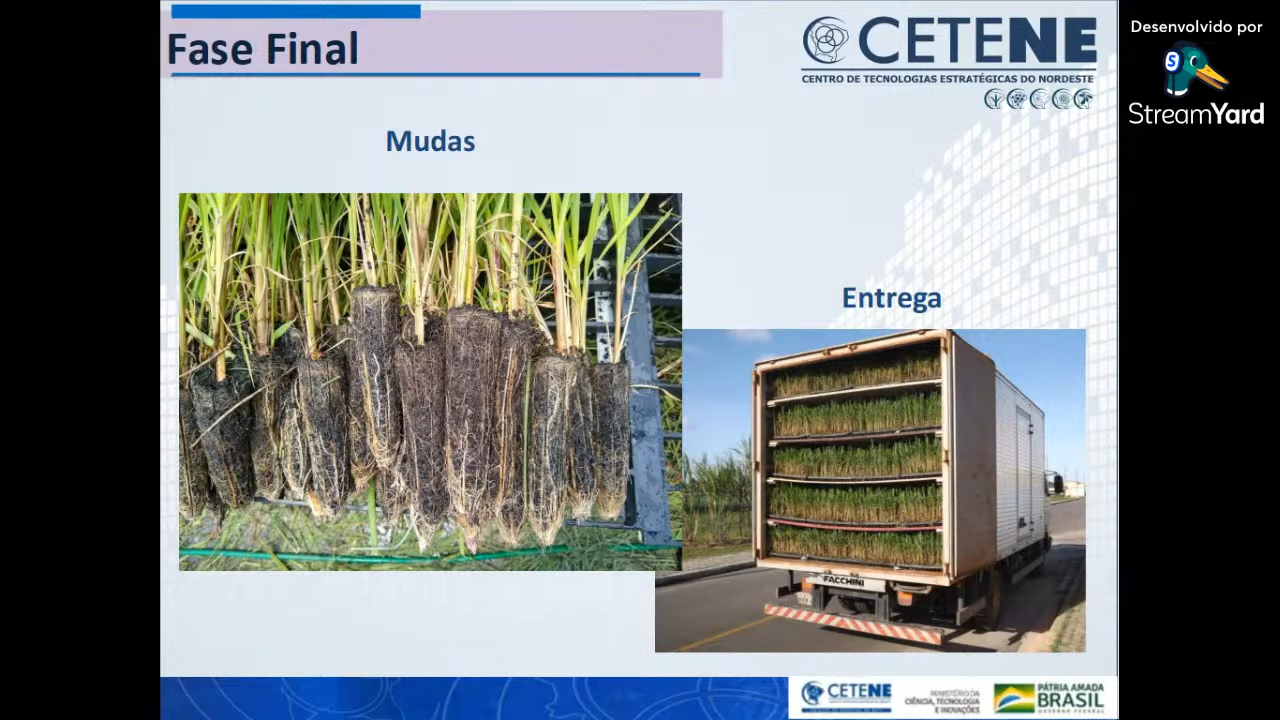 Fase Final
CETENE
CENTRO DE TECNOLOGIAS ESTRATÉGICAS DO NORDESTE
Desenvolvido por
StreamYard
Mudas
Entrega
FACCHINI
CETENE
MINISTÉRIO DA
CIÊNCIA, TECNOLOGIA
E INOVAÇÕES
PÁTRIA AMADA
BRASIL
GOVERNO FEDERAL